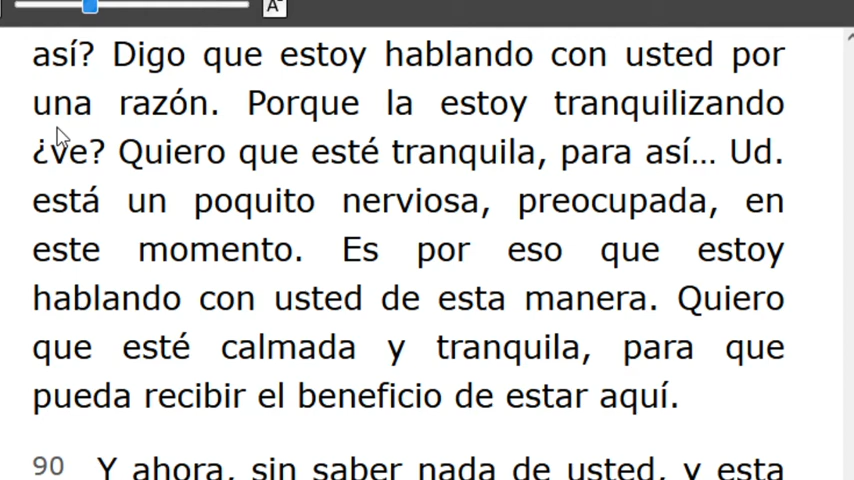 A
así? Digo que estoy hablando con usted por
una razón. Porque la estoy tranquilizando
¿ve? Quiero que esté tranquila, para así... Ud.
está un poquito nerviosa, preocupada, en
este momento. Es por eso que estoy
hablando con usted de esta manera. Quiero
que esté calmada y tranquila, para que
pueda recibir el beneficio de estar aquí.
90 Y ahora, sin saber nada de usted, y esta